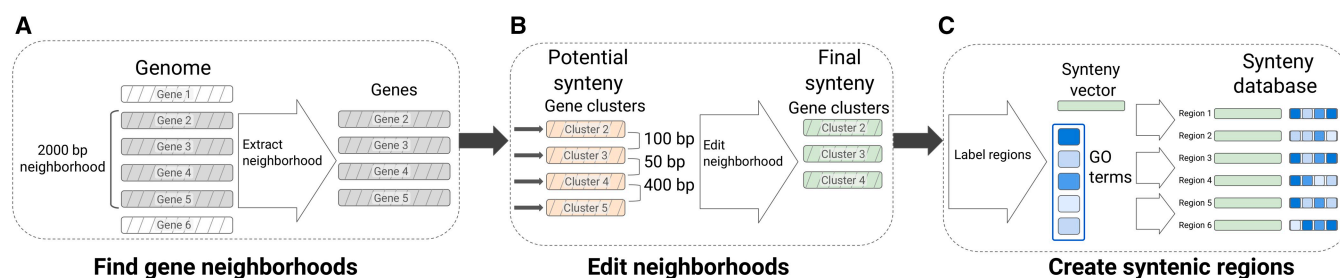 A
Genome
Gene 1
Gene 2
Gene 3
Gene 4
Gene 5
Gene 6
2000 bp
neighborhood
Extract
neighborhood
Genes
Gene 2
Gene 3
Gene 4
Gene 5
Find gene neighborhoods
B
Potential
synteny
Gene clusters
Cluster 2
Cluster 3
Cluster 4
Cluster 5
100 bp
50 bp
400 bp
Edit
neighborhood
Final
synteny
Gene clusters
Cluster 2
Cluster 3
Cluster 4
Edit neighborhoods
C
Label regions
Synteny
vector
GO
terms
Synteny
database
Region 1
Region 2
Region 3
Region 4
Region 5
Region 6
Create syntenic regions